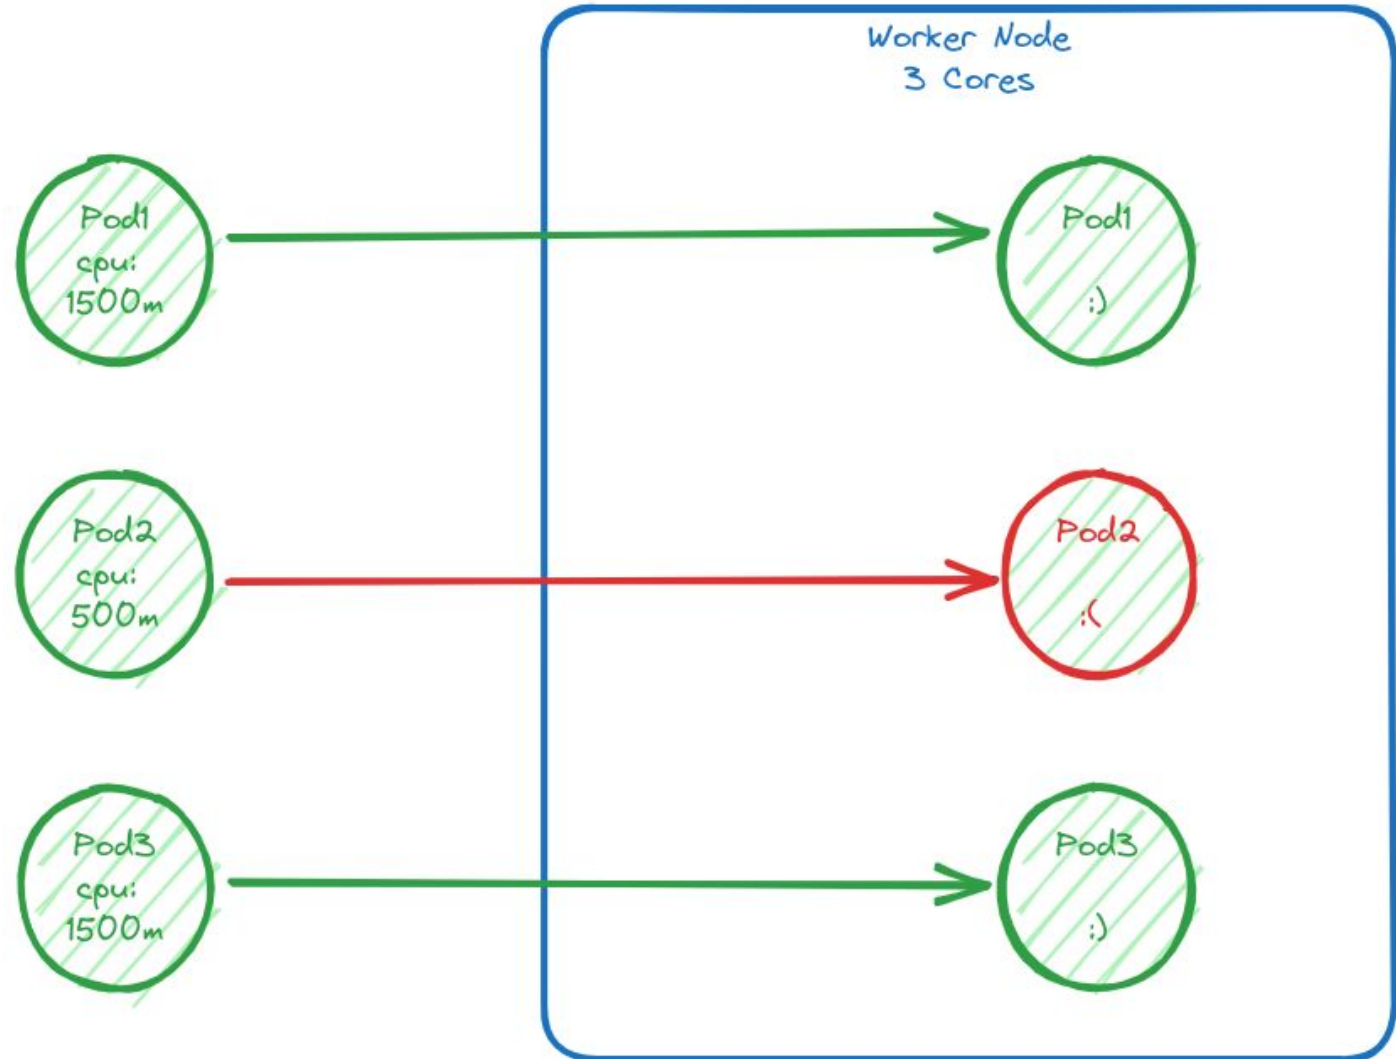 Worker Node
3 Cores
Pod1
cpu:
1500m
Pod1
:)
Pod2
cpu:
500m
Pod2
:(
Pod3
cpu:
1500m
Pod3
:)